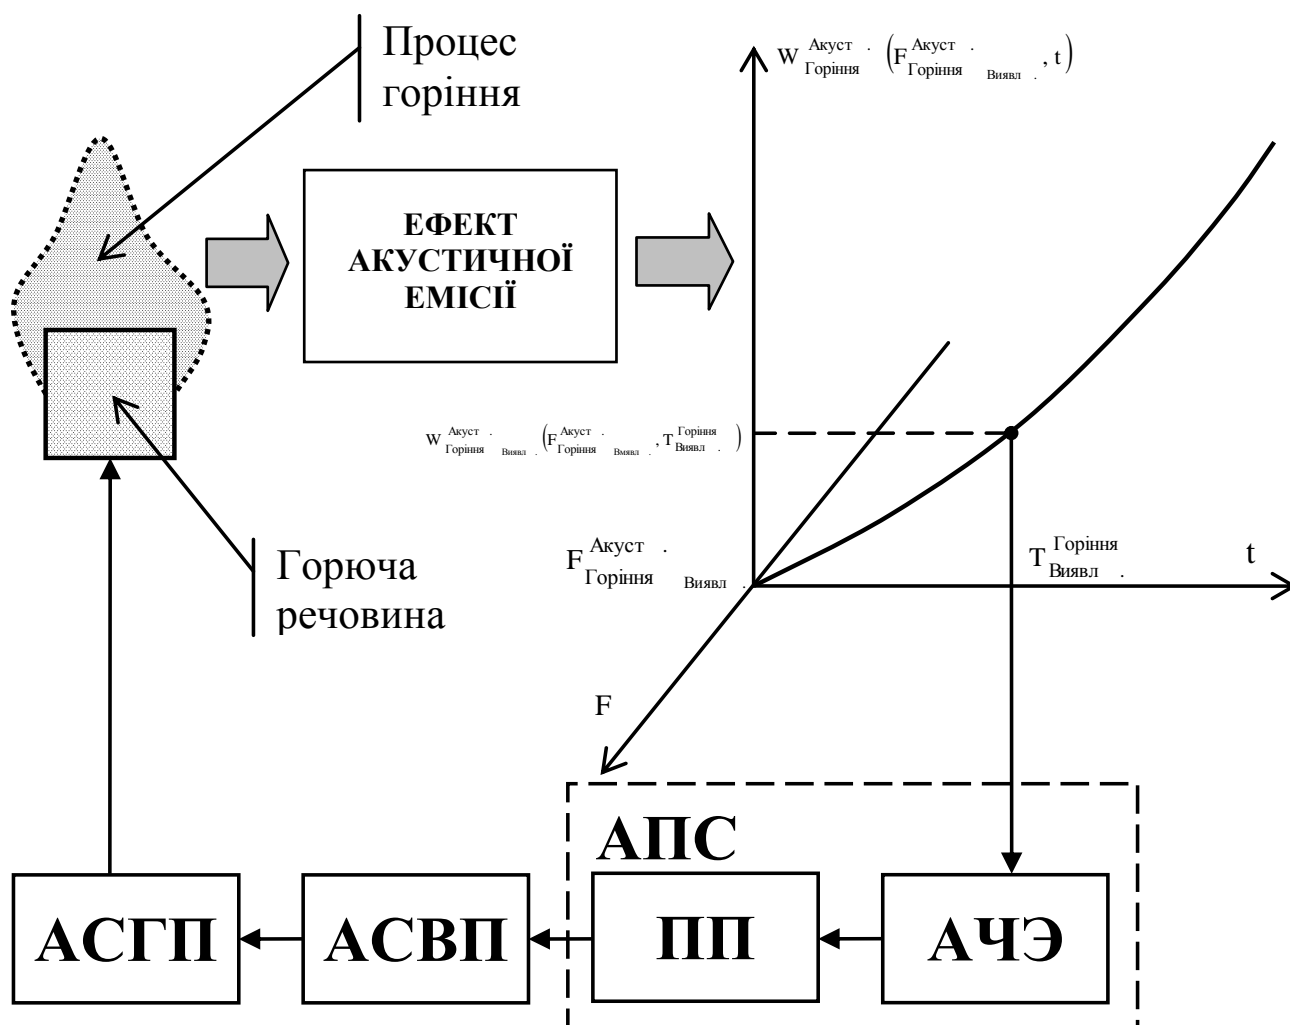 Процес
горіння
W Акуст . Горіння (F Акуст . Горіння Виявл . , t)
ЕФЕКТ
АКУСТИЧНОЇ
ЕМІСІЇ
W Акуст . Горіння Виявл . (F Акуст . Горіння Вмявл . , T Горіння Виявл . )
F Акуст . Горіння Виявл .
T Горіння Виявл .
t
Горюча
речовина
F
АПС
АСГП
АСВП
ПП
АЧЭ